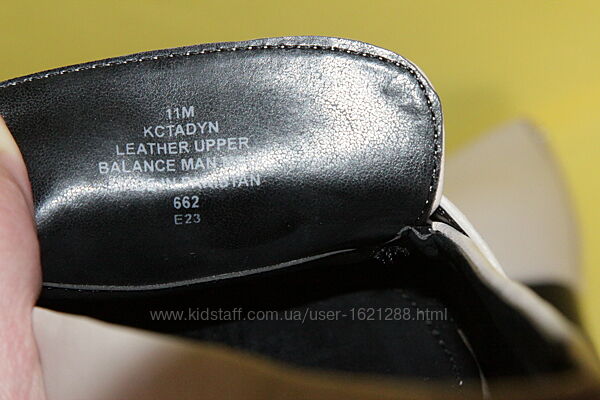 11M
KCTADYN
LEATHER UPPER
BALANCE MAN
662
E23
www.kidstaff.com.ua/user-1621288.html